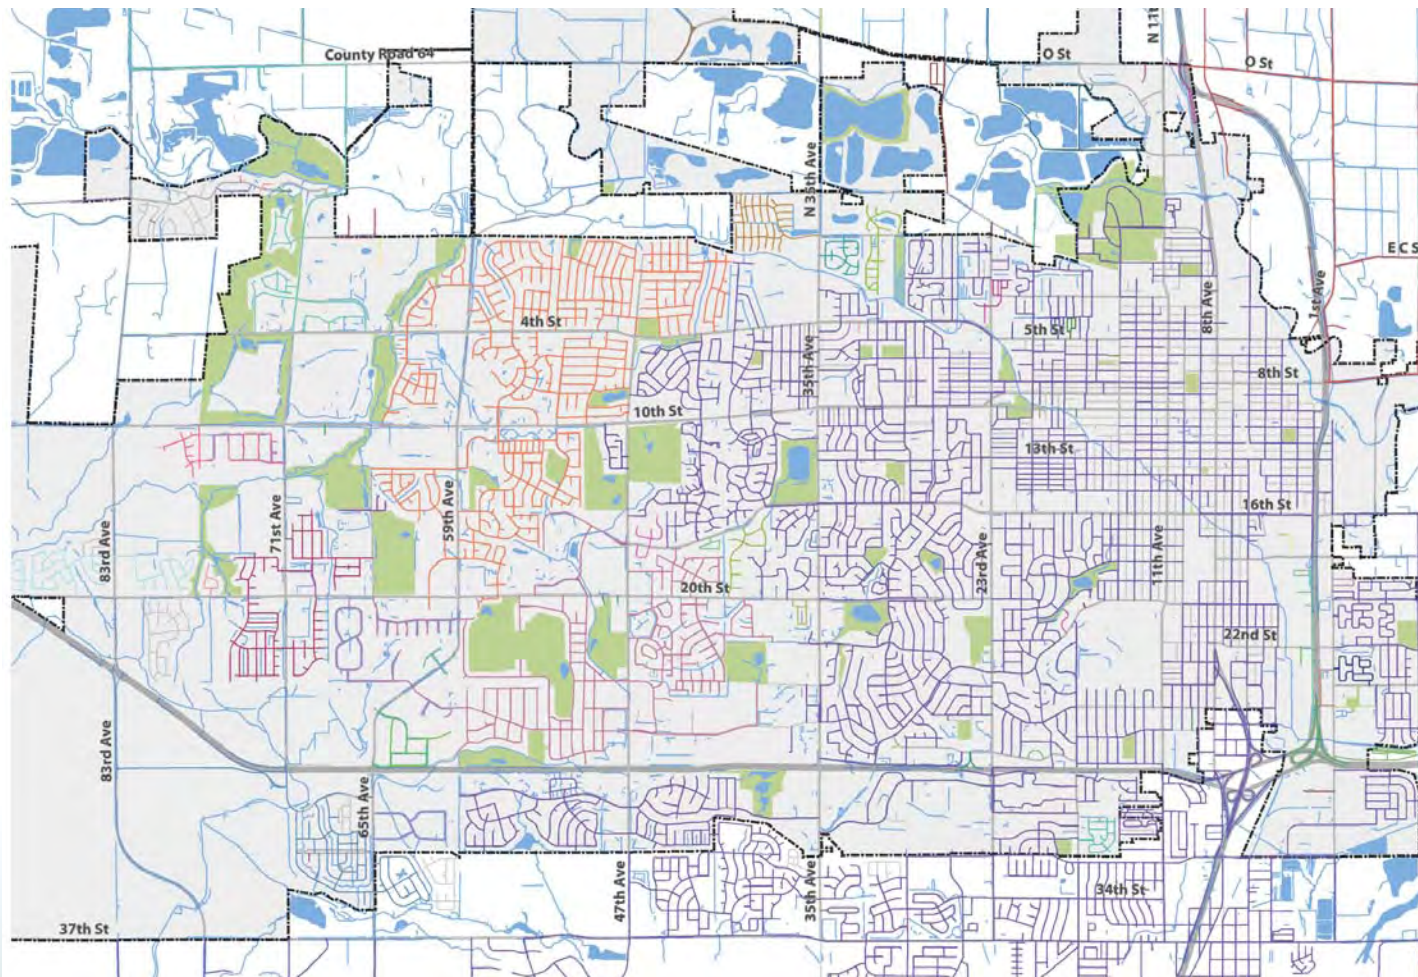 N 11t
County Road 64
O St
O St
N 35th Ave
E C S
1st Ave
8th Ave
4th St
5th St
35th Ave
8th St
10th St
13th St
16th St
83rd Ave
71st Ave
59th Ave
23rd Ave
11th Ave
20th St
22nd St
83rd Ave
65th Ave
47th Ave
35th Ave
34th St
37th St